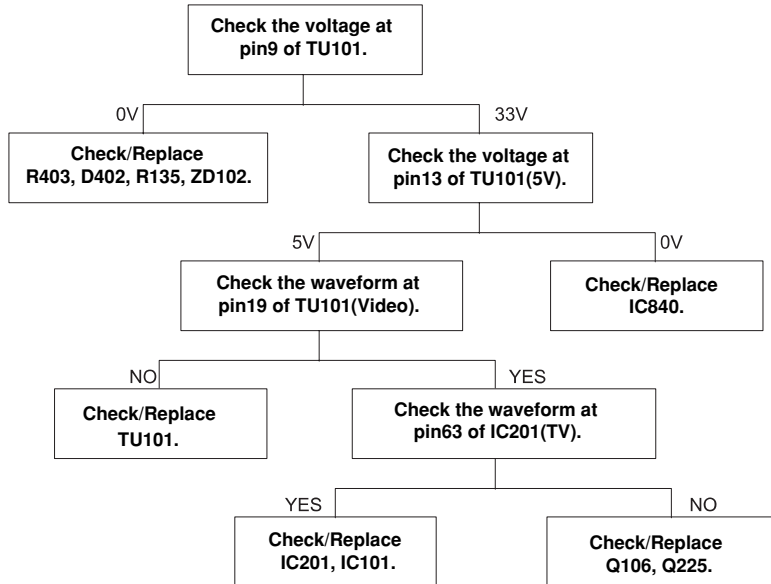 Check the voltage at
pin9 of TU101.
0V
33V
Check/Replace
R403, D402, R135, ZD102.
Check the voltage at
pin13 of TU101(5V).
5V
0V
Check the waveform at
pin19 of TU101(Video).
Check/Replace
IC840.
NO
YES
Check/Replace
TU101.
Check the waveform at
pin63 of IC201(TV).
YES
NO
Check/Replace
IC201, IC101.
Check/Replace
Q106, Q225.